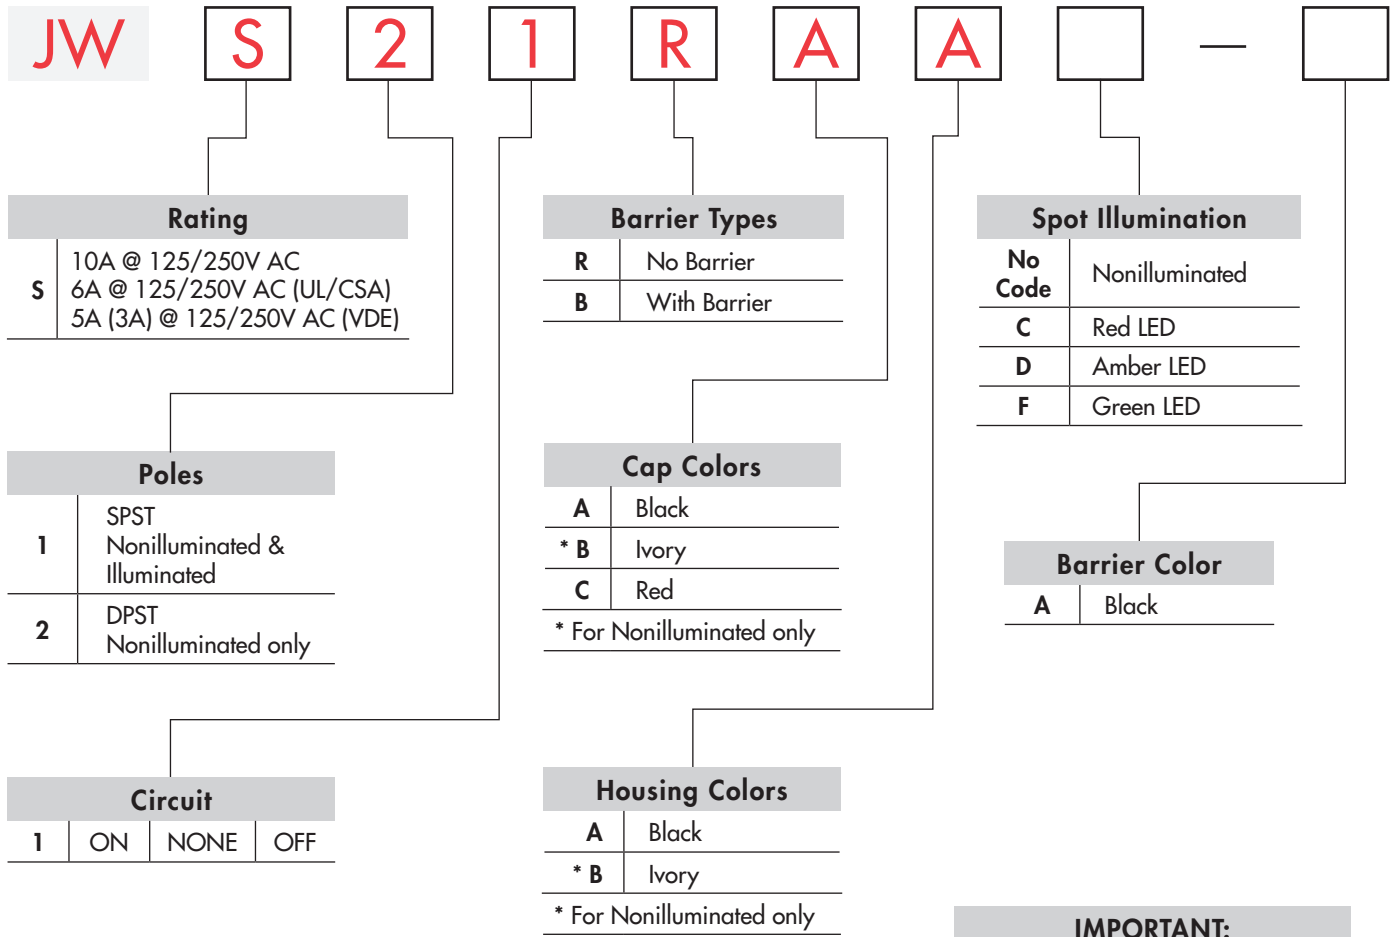 JW S 2 1 R A A —
Rating
S 10A @ 125/250V AC
6A @ 125/250V AC (UL/CSA)
5A (3A) @ 125/250V AC (VDE)
Poles
1 SPST
Nonilluminated &
Illuminated
2 DPST
Nonilluminated only
Circuit
1 ON NONE OFF
Barrier Types
R No Barrier
B With Barrier
Cap Colors
A Black
* B Ivory
C Red
* For Nonilluminated only
Housing Colors
A Black
* B Ivory
* For Nonilluminated only
Spot Illumination
No
Code Nonilluminated
C Red LED
D Amber LED
F Green LED
Barrier Color
A Black
IMPORTANT: